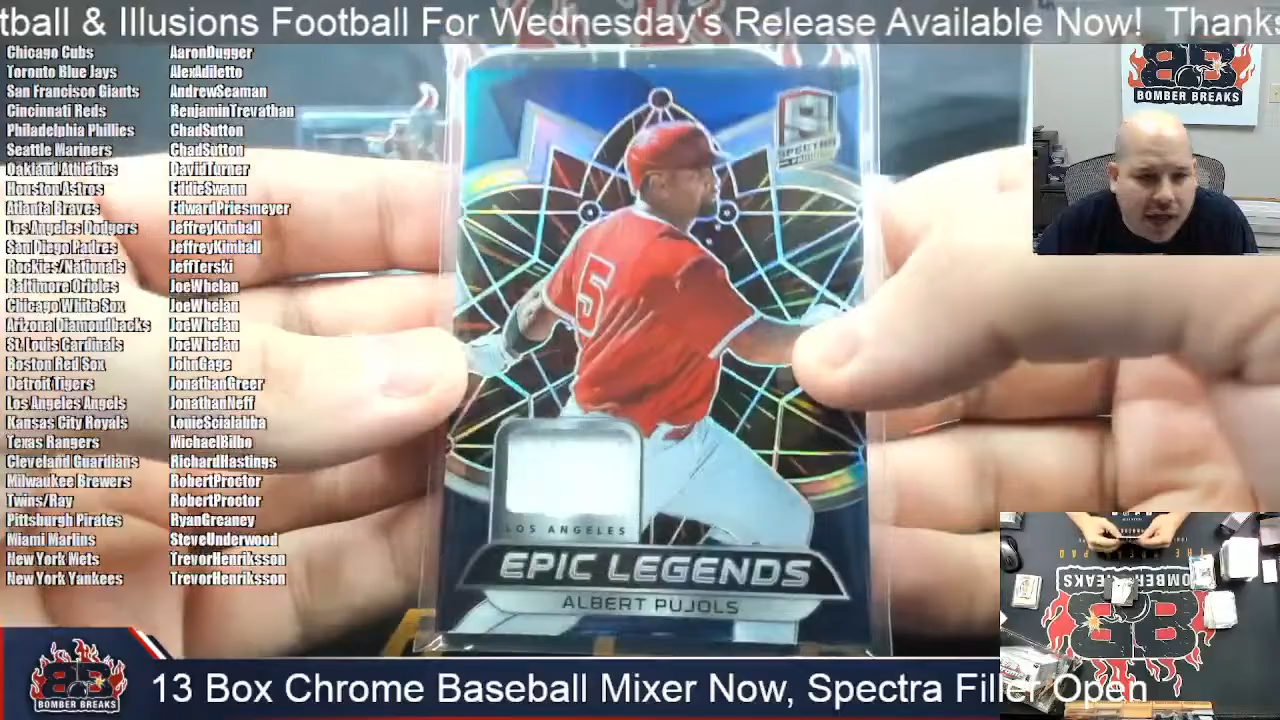 tball & Illusions Football For Wednesday's Release Available Now! Thanks
Chicago Cubs AaronDugger
Toronto Blue Jays AlexAdiletto
San Francisco Giants AndrewSeaman
Cincinnati Reds BenjaminTrevathan
Philadelphia Phillies ChadSutton
Seattle Mariners ChadSutton
Oakland Athletics DavidTurner
Houston Astros EddieSwann
Atlanta Braves EdwardPriesmeyer
Los Angeles Dodgers JeffreyKimball
San Diego Padres JeffreyKimball
Rockies/Nationals JeffTerski
Baltimore Orioles JoeWhelan
Chicago White Sox JoeWhelan
Arizona Diamondbacks JoeWhelan
St. Louis Cardinals JoeWhelan
Boston Red Sox JohnGage
Detroit Tigers JonathanGreer
Los Angeles Angels JonathanNeff
Kansas City Royals LouieScialabba
Texas Rangers MichaelBilbo
Cleveland Guardians RichardHastings
Milwaukee Brewers RobertProctor
Twins/Ray RobertProctor
Pittsburgh Pirates RyanGreaney
Miami Marlins SteveUnderwood
New York Mets TrevorHenriksson
New York Yankees TrevorHenriksson
SPECTRA
5
LOS ANGELES
EPIC LEGENDS
ALBERT PUJOLS
BB
BOMBER BREAKS
BOMBER BREAKS
BB
BB
BOMBER BREAKS
13 Box Chrome Baseball Mixer Now, Spectra Filler Open